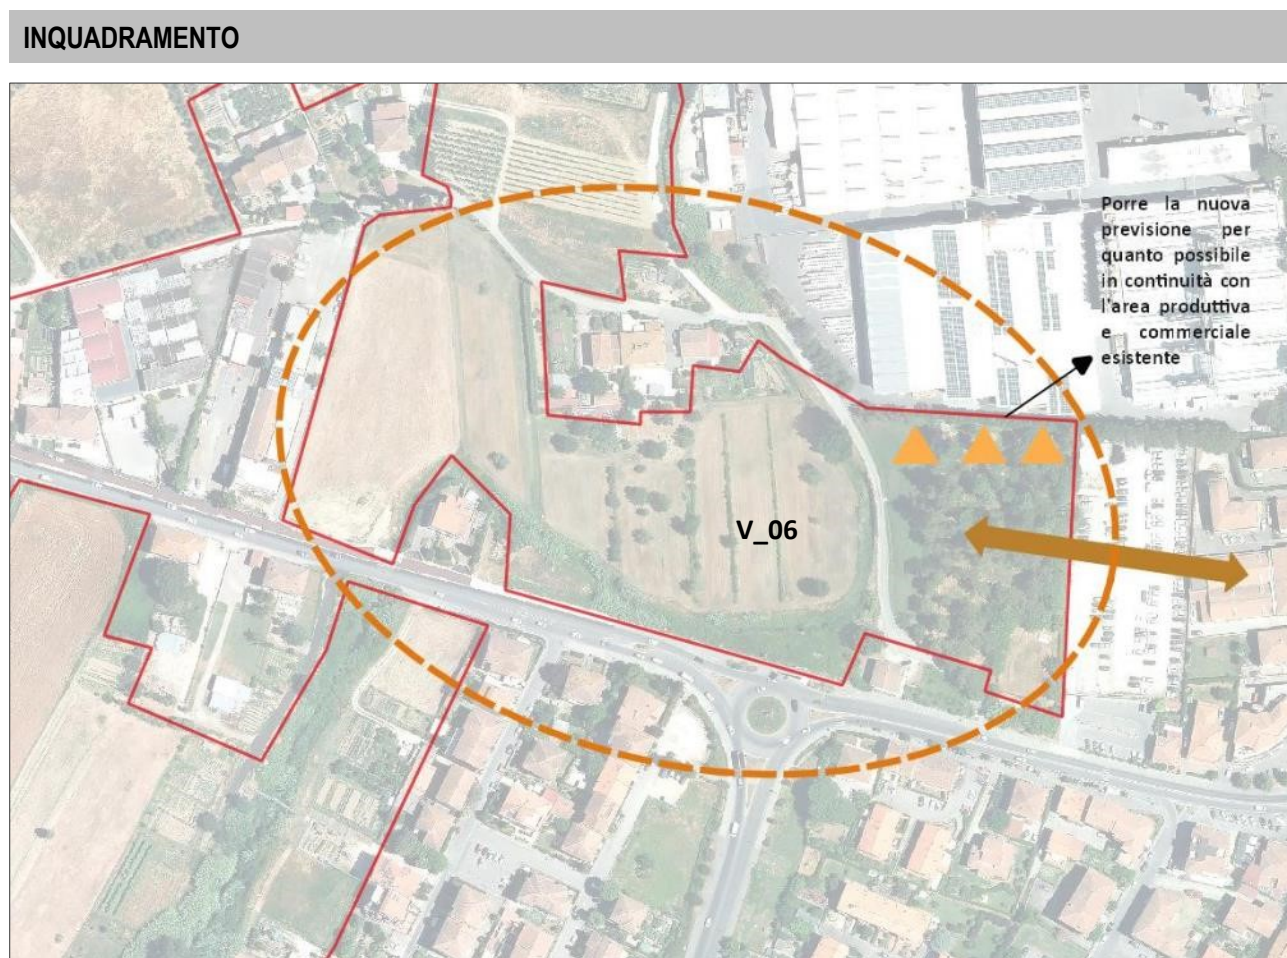 INQUADRAMENTO
Porre la nuova
previsione per
quanto possibile
in continuità con
l'area produttiva
e commerciale
esistente
V_06